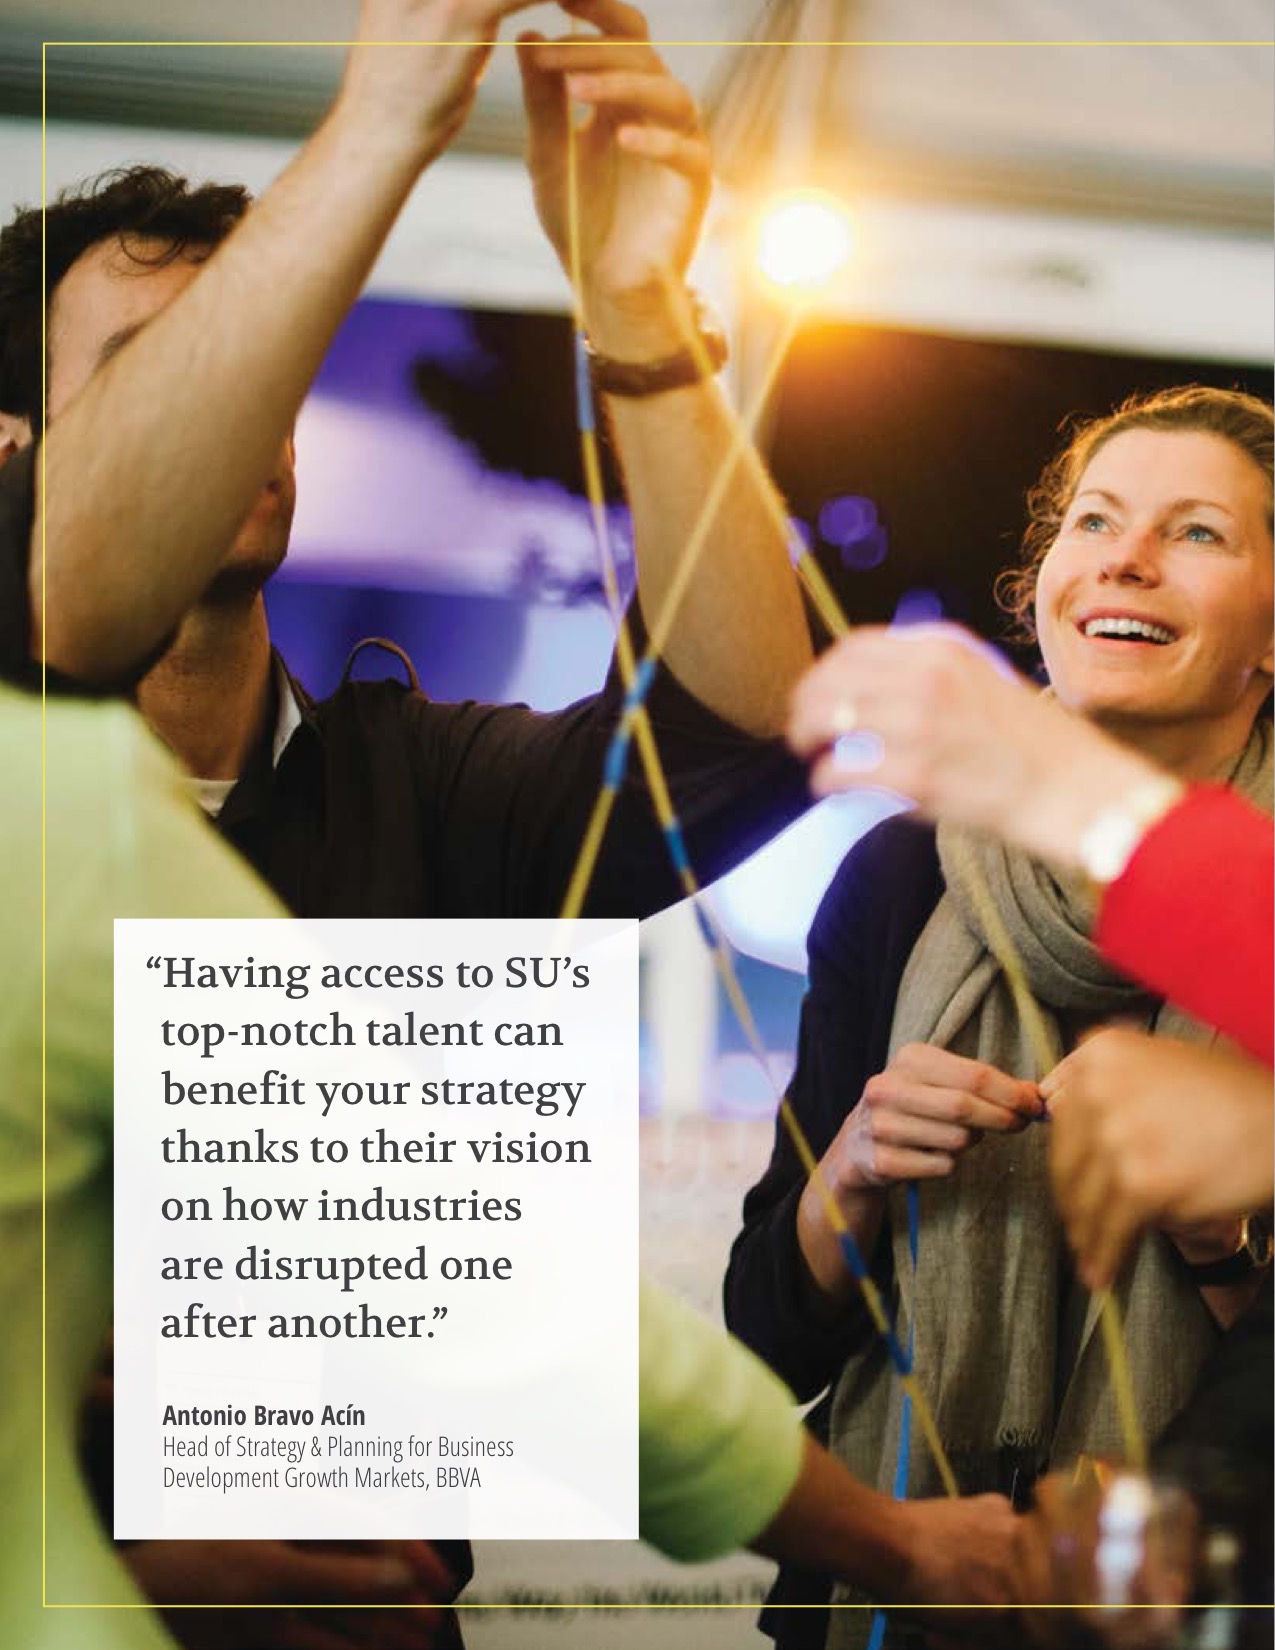 “Having access to SU’s
top-notch talent can
benefit your strategy
thanks to their vision
on how industries
are disrupted one
after another.”
Antonio Bravo Acín
Head of Strategy & Planning for Business
Development Growth Markets, BBVA